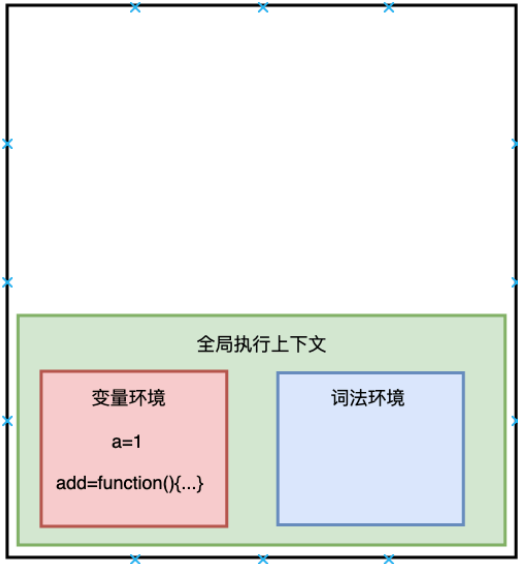 全局执行上下文
变量环境
词法环境
a=1
add=function(){...}